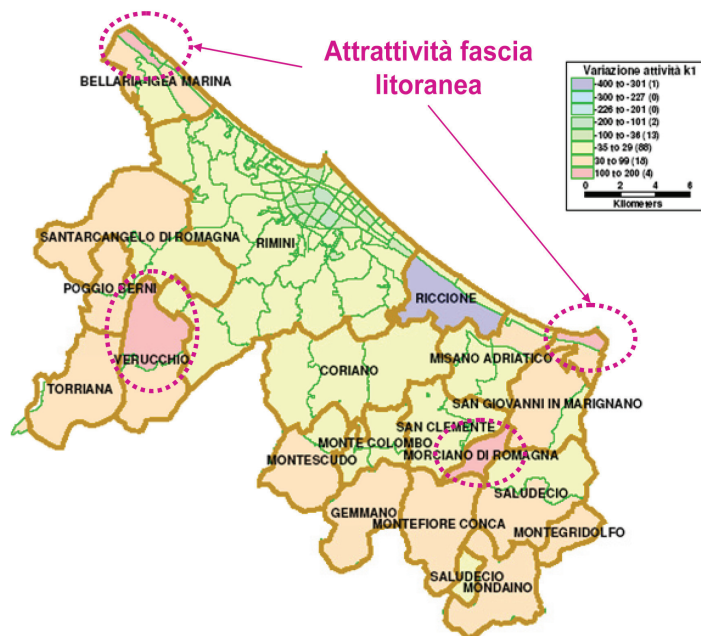 Attrattività fascia
litoranea
Variazione attività k1
-400 to -301 (1)
-300 to -227 (0)
-226 to -201 (0)
-200 to -101 (2)
-100 to -36 (13)
-35 to 29 (88)
30 to 99 (18)
100 to 200 (4)
0 2 4 6
Kilometers
BELLARIA-IGEA MARINA
SANTARCANGELO DI ROMAGNA
RIMINI
POGGIO BERNI
RICCIONE
VERUCCHIO
MISANO ADRIATICO
CORIANO
TORRIANA
SAN GIOVANNI IN MARIGNANO
SAN CLEMENTE
MONTE COLOMBO
MORCIANO DI ROMAGNA
MONTESCUDO
SALUDECIO
GEMMANO
MONTEFIORE CONCA
MONTEGRIDOLFO
SALUDECIO
MONDAINO